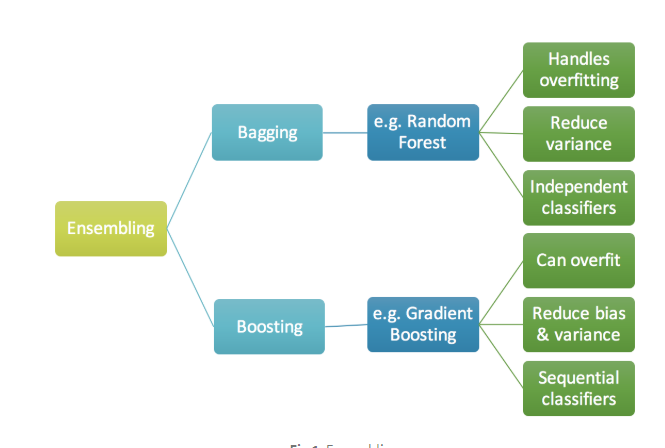 Handles
overfitting
Bagging
e.g. Random
Forest
Reduce
variance
Independent
classifiers
Ensembling
Can overfit
Boosting
e.g. Gradient
Boosting
Reduce bias
& variance
Sequential
classifiers